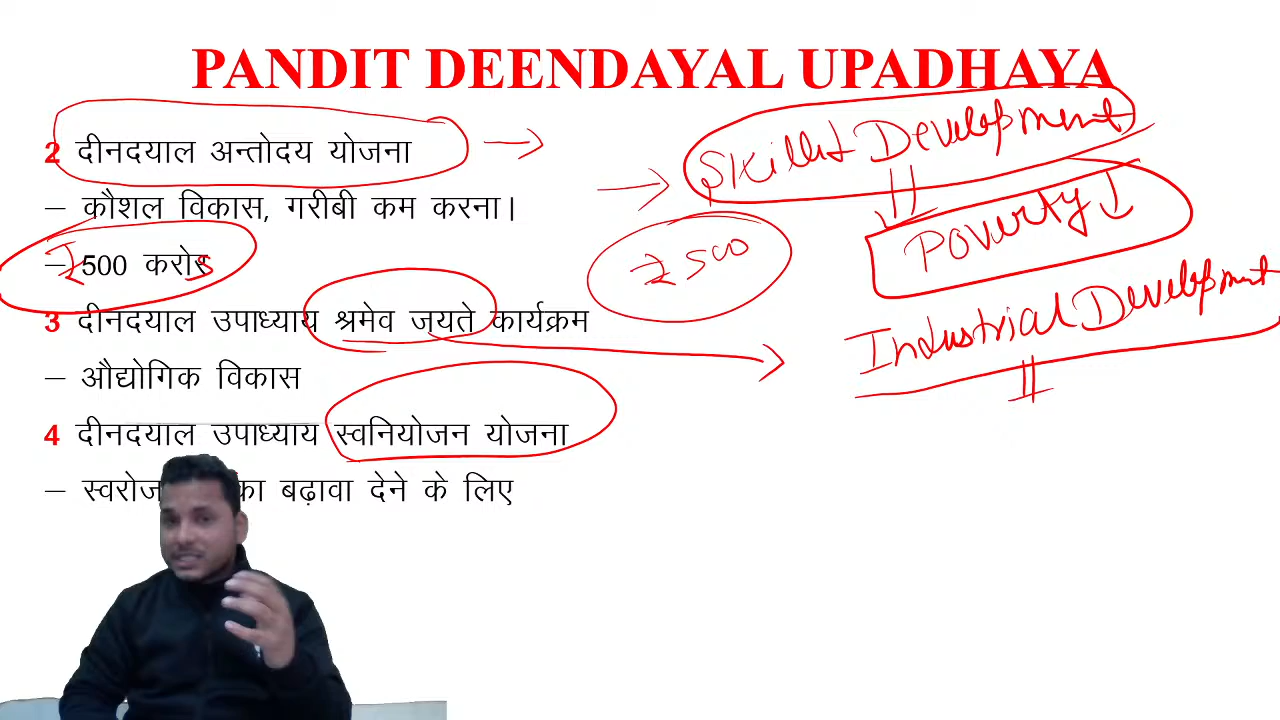 PANDIT DEENDAYAL UPADHAYA
2 दीनदयाल अन्तोदय योजना →
– कौशल विकास, गरीबी कम करना।
– ₹500 करोड़
3 दीनदयाल उपाध्याय श्रमेव जयते कार्यक्रम
– औद्योगिक विकास
4 दीनदयाल उपाध्याय स्वनियोजन योजना
– स्वरोज का बढ़ावा देने के लिए
→ Skilled Development
Poverty ↓
₹ 500
Industrial Development